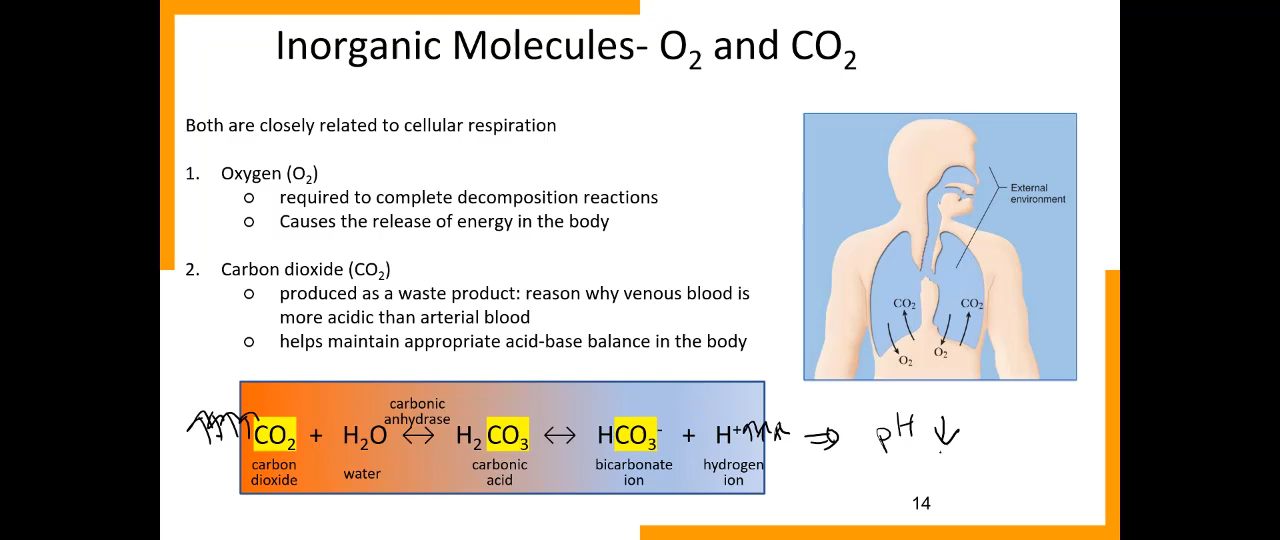 Inorganic Molecules- O₂ and CO₂
Both are closely related to cellular respiration
1. Oxygen (O₂)
o required to complete decomposition reactions
o Causes the release of energy in the body
2. Carbon dioxide (CO₂)
o produced as a waste product: reason why venous blood is
more acidic than arterial blood
o helps maintain appropriate acid-base balance in the body
External
environment
CO₂ CO₂
O₂ O₂
carbonic
anhydrase
↑↑↑↑ CO₂ + H₂O ↔ H₂CO₃ ↔ HCO₃⁻ + H⁺ ↑↑↑ ⇒ pH ↓
carbon
dioxide
water
carbonic
acid
bicarbonate
ion
hydrogen
ion
14